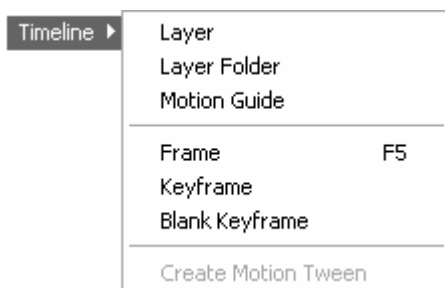 Timeline
Layer
Layer Folder
Motion Guide
Frame F5
Keyframe
Blank Keyframe
Create Motion Tween